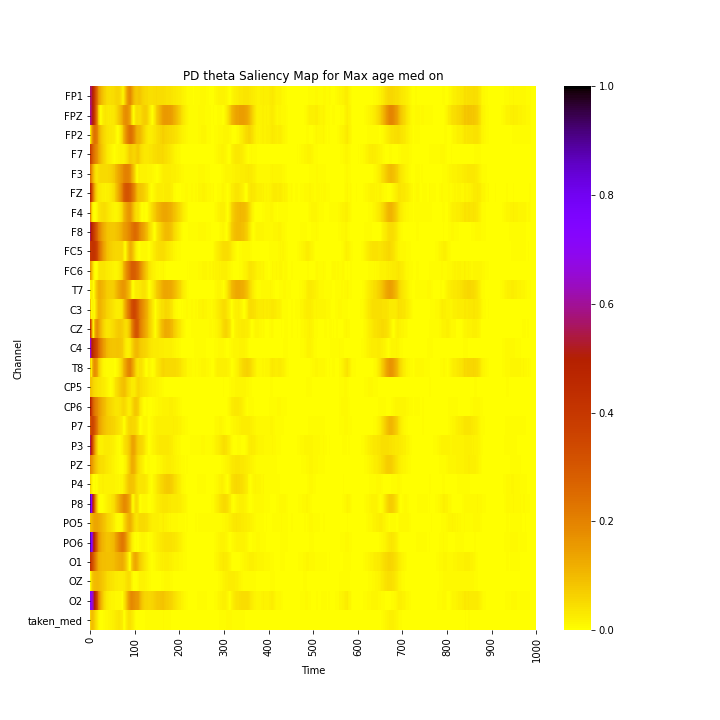 PD theta Saliency Map for Max age med on
FP1
FPZ
FP2
F7
F3
FZ
F4
F8
FC5
FC6
T7
C3
CZ
C4
T8
CP5
CP6
P7
P3
PZ
P4
P8
PO5
PO6
O1
OZ
O2
taken_med
Channel
0 100 200 300 400 500 600 700 800 900 1000
Time
1.0
0.8
0.6
0.4
0.2
0.0